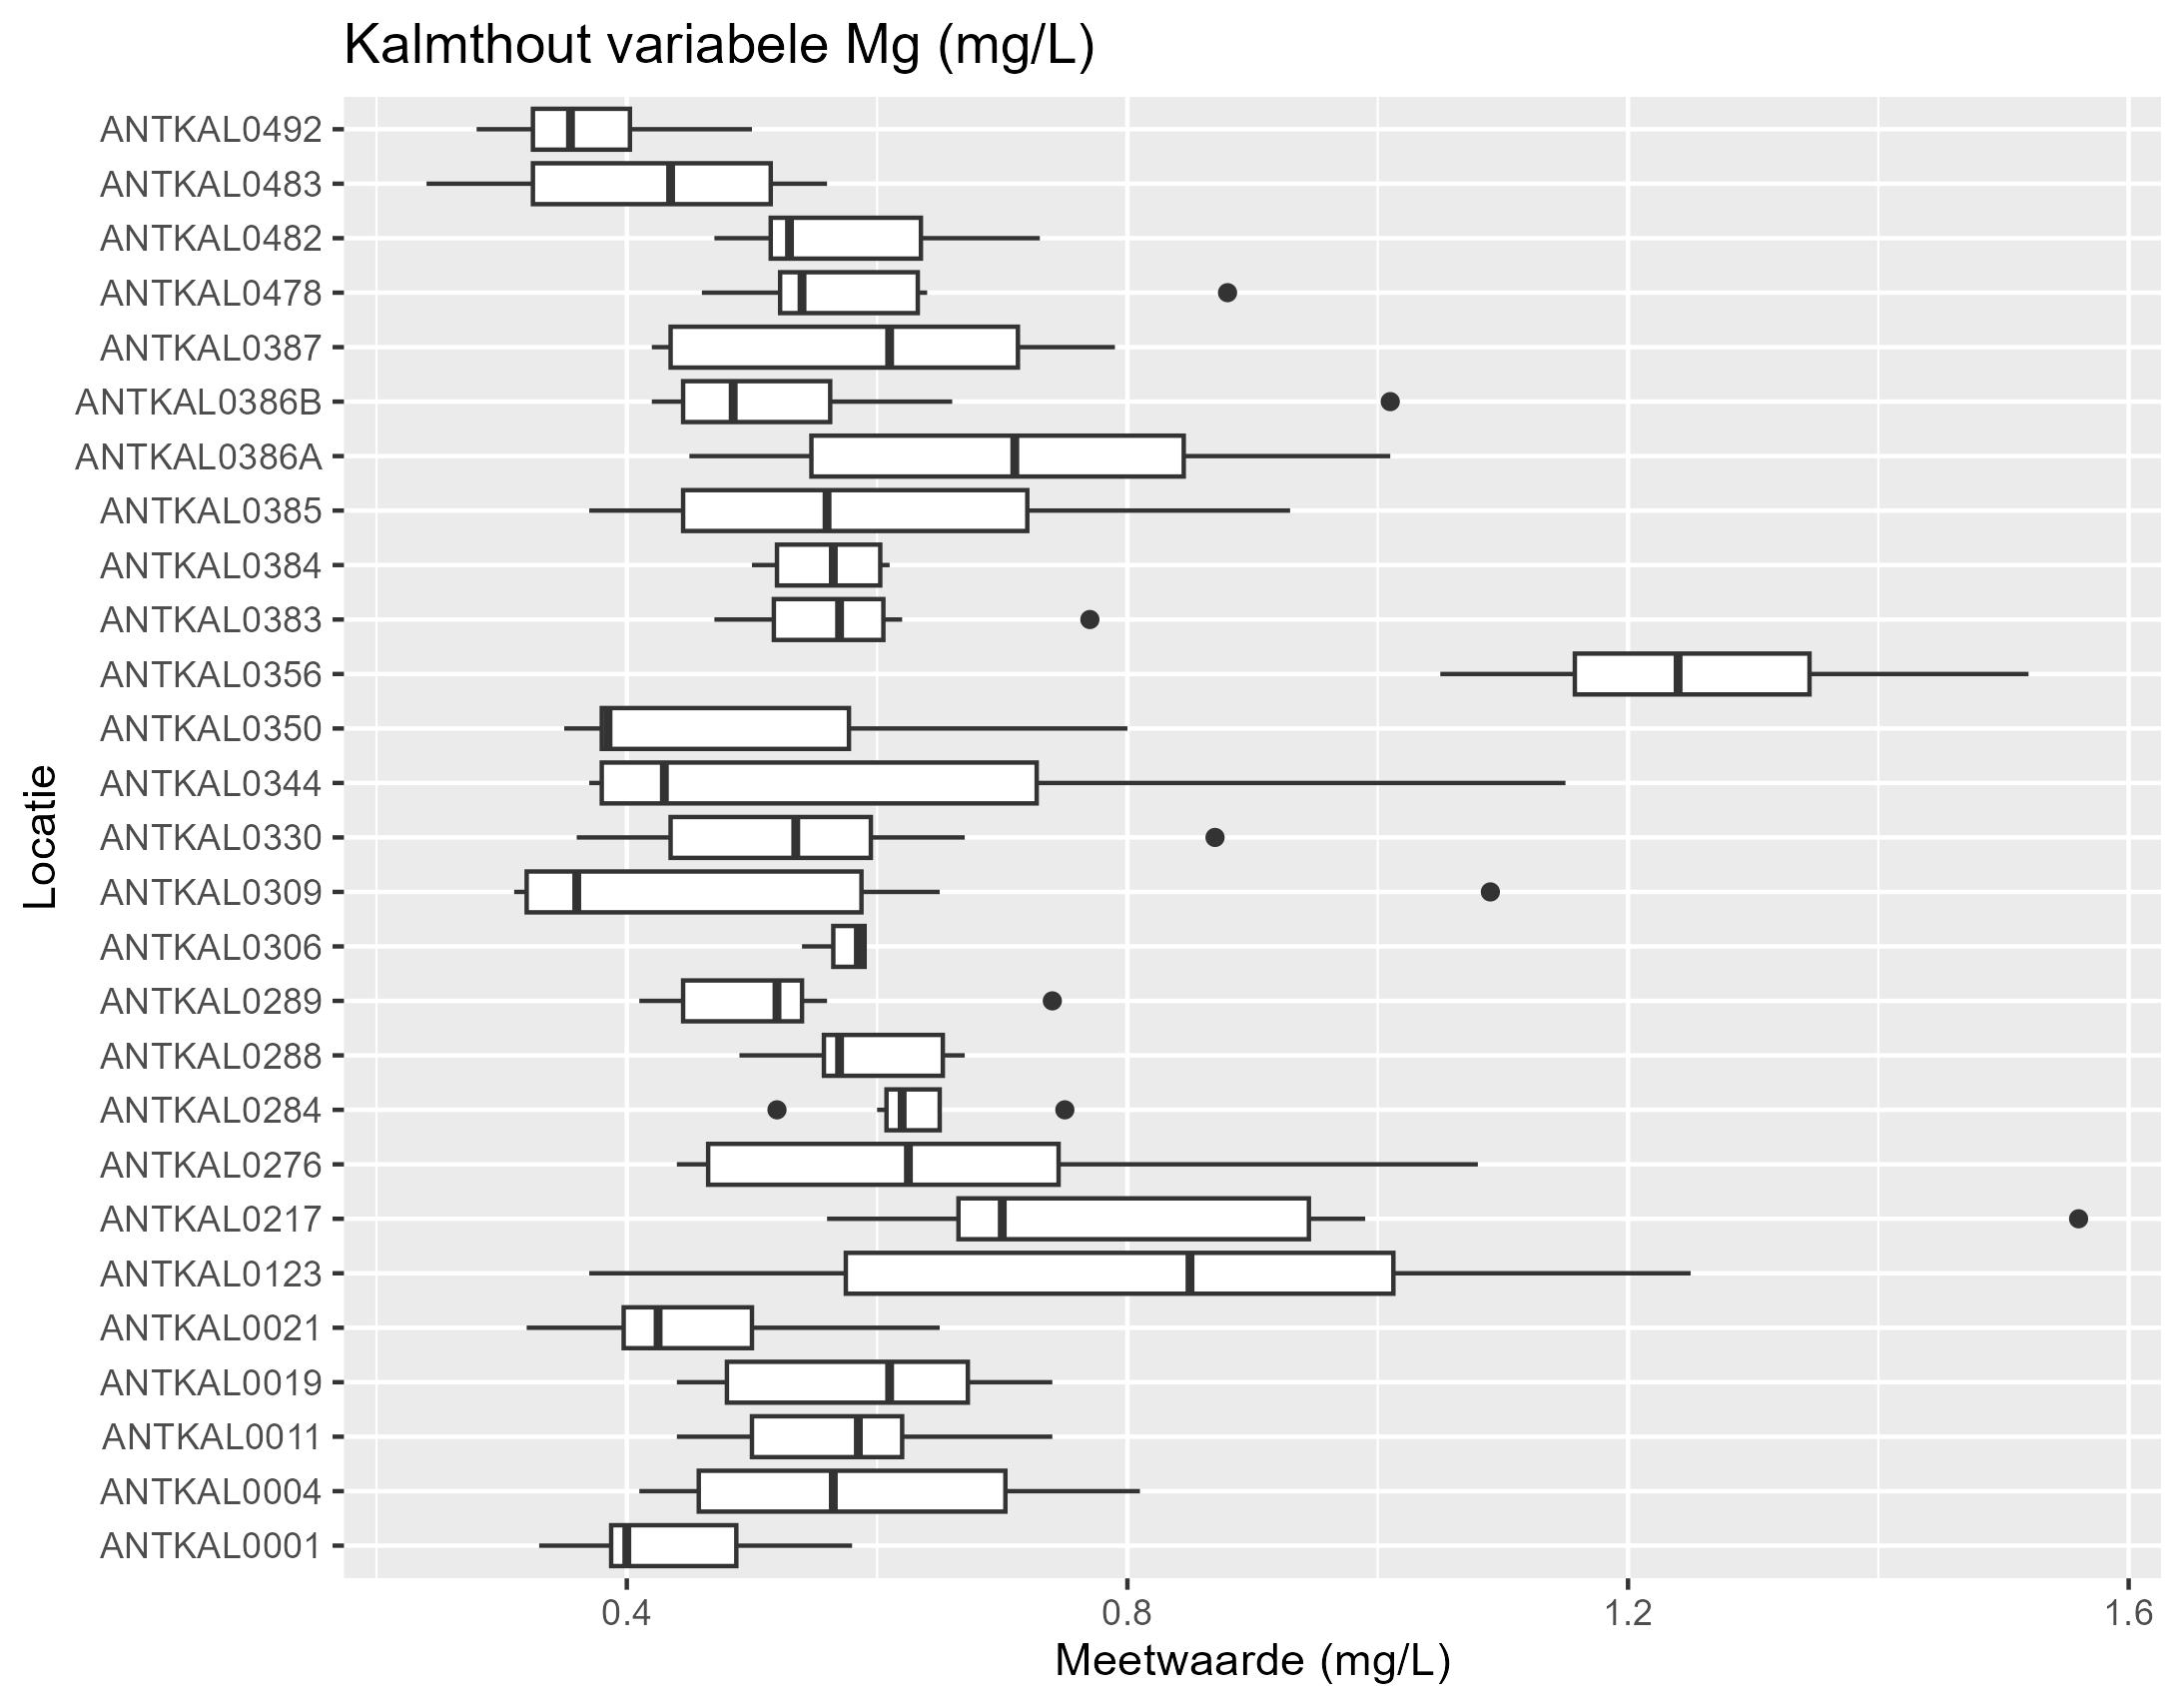 Kalmthout variabele Mg (mg/L)
ANTKAL0492
ANTKAL0483
ANTKAL0482
ANTKAL0478
ANTKAL0387
ANTKAL0386B
ANTKAL0386A
ANTKAL0385
ANTKAL0384
ANTKAL0383
ANTKAL0356
ANTKAL0350
ANTKAL0344
ANTKAL0330
ANTKAL0309
ANTKAL0306
ANTKAL0289
ANTKAL0288
ANTKAL0284
ANTKAL0276
ANTKAL0217
ANTKAL0123
ANTKAL0021
ANTKAL0019
ANTKAL0011
ANTKAL0004
ANTKAL0001
Locatie
0.4 0.8 1.2 1.6
Meetwaarde (mg/L)